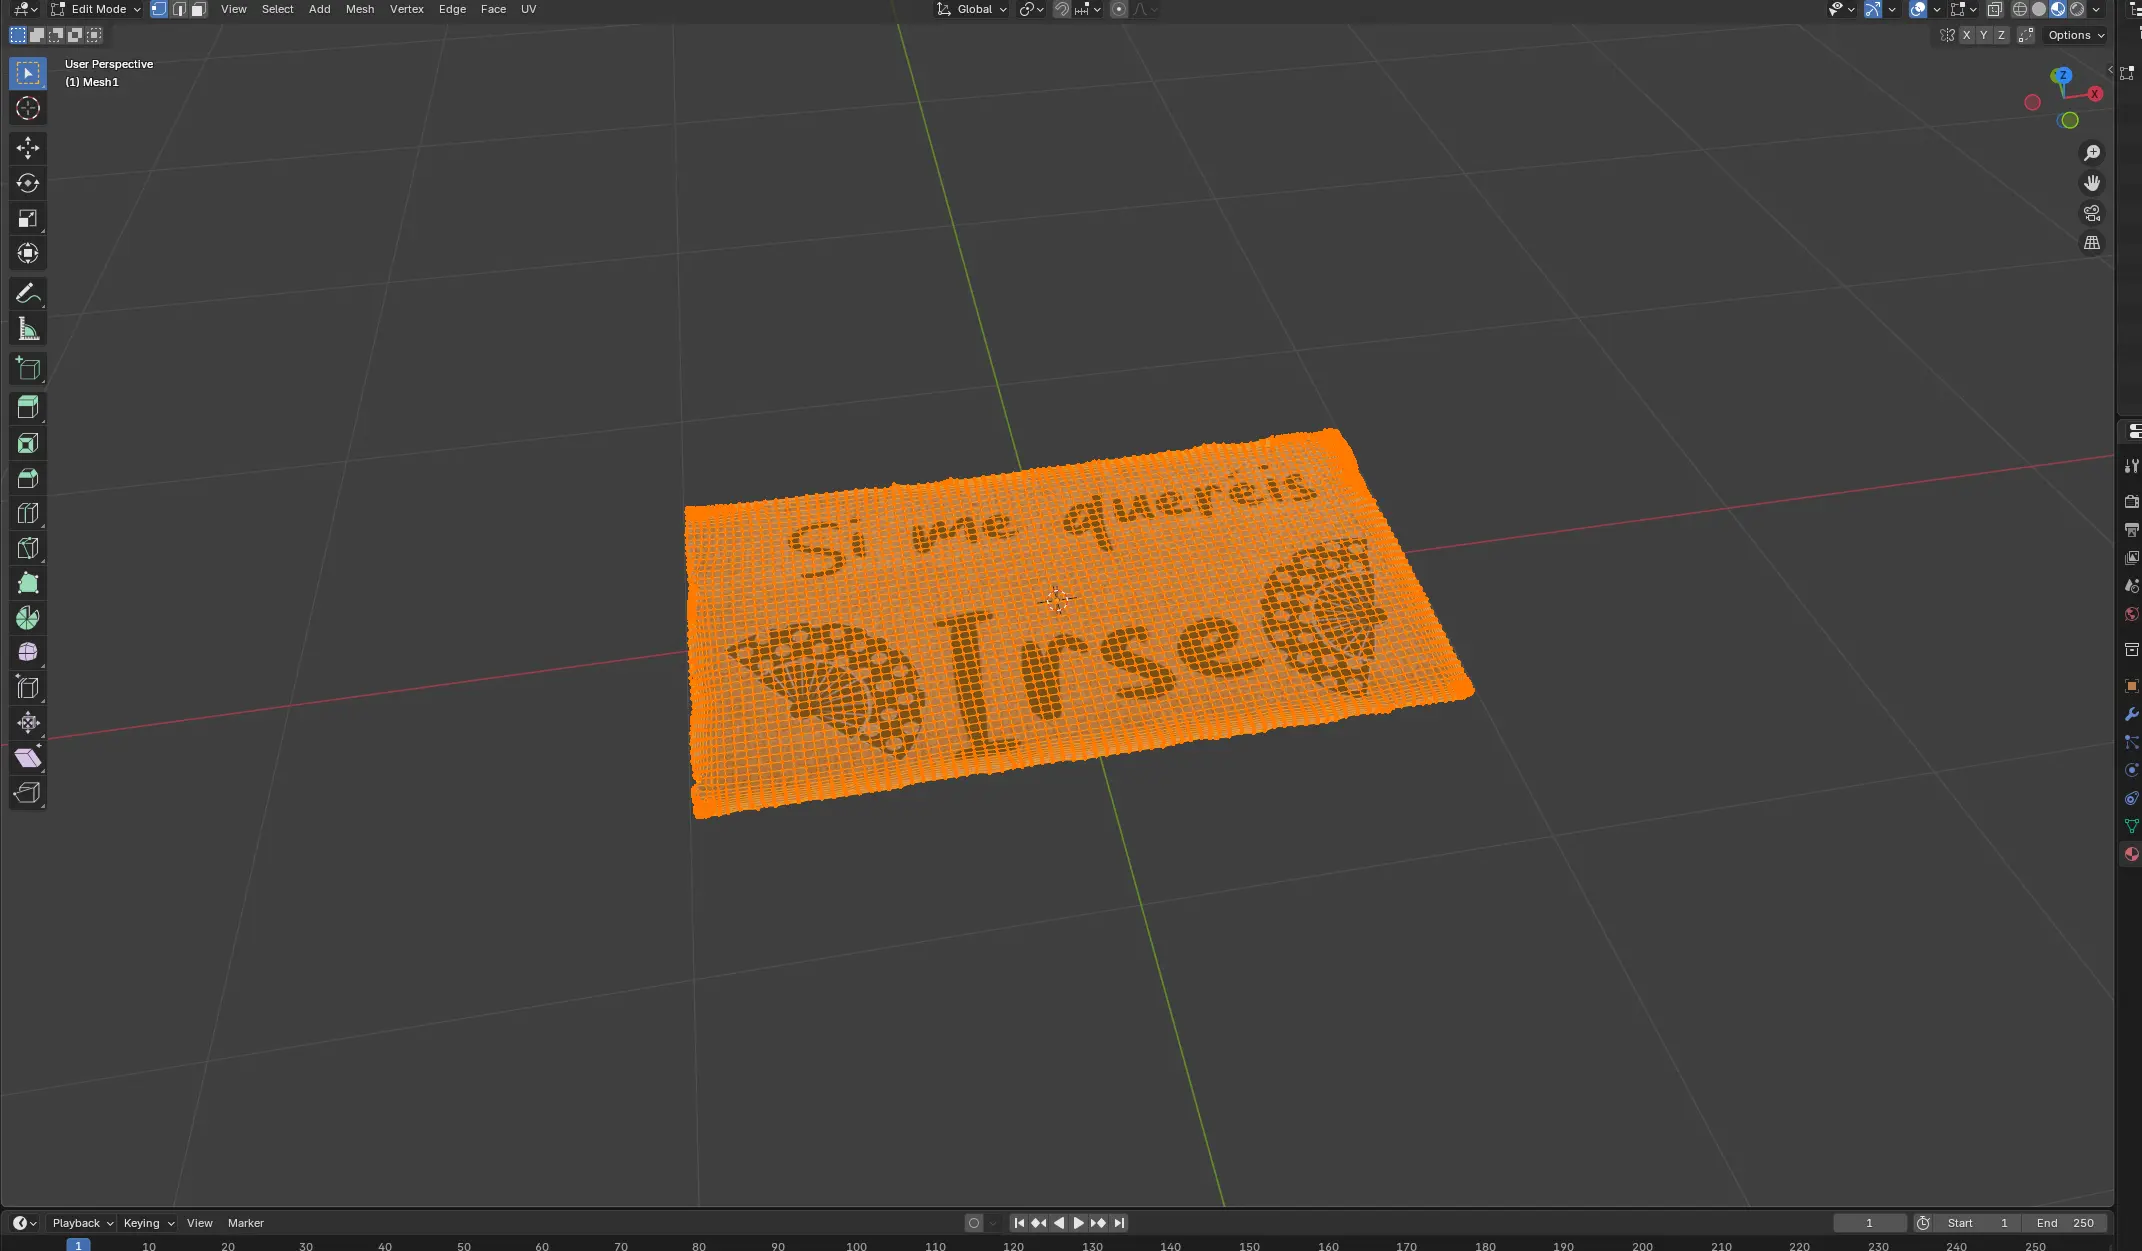 Edit Mode View Select Add Mesh Vertex Edge Face UV Global
X Y Z Options
User Perspective
(1) Mesh1
Z
X
Si me queréis
Irse
Playback Keying View Marker 1 Start 1 End 250
1 10 20 30 40 50 60 70 80 90 100 110 120 130 140 150 160 170 180 190 200 210 220 230 240 250